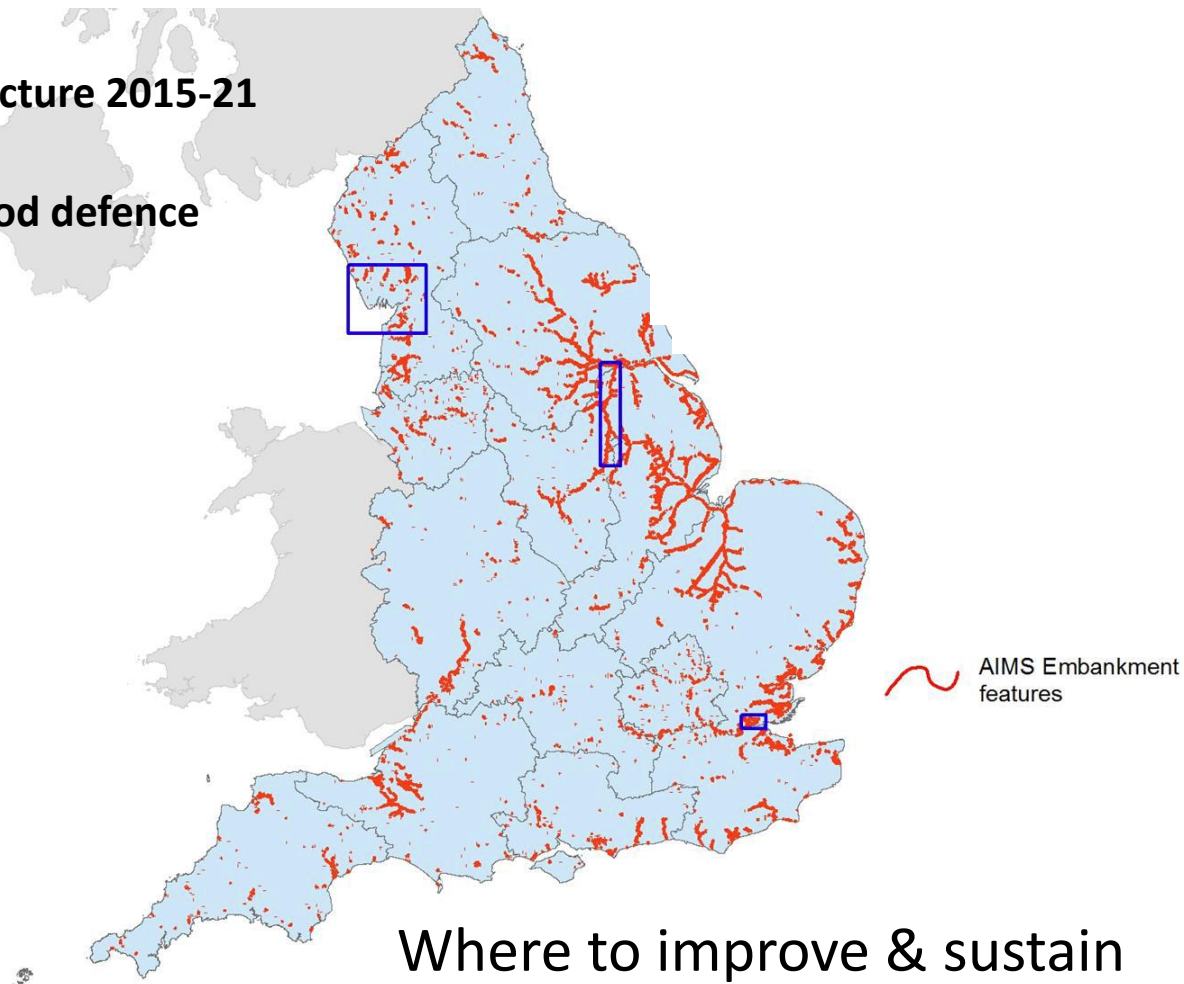 cture 2015-21
od defence
AIMS Embankment
features
Where to improve & sustain